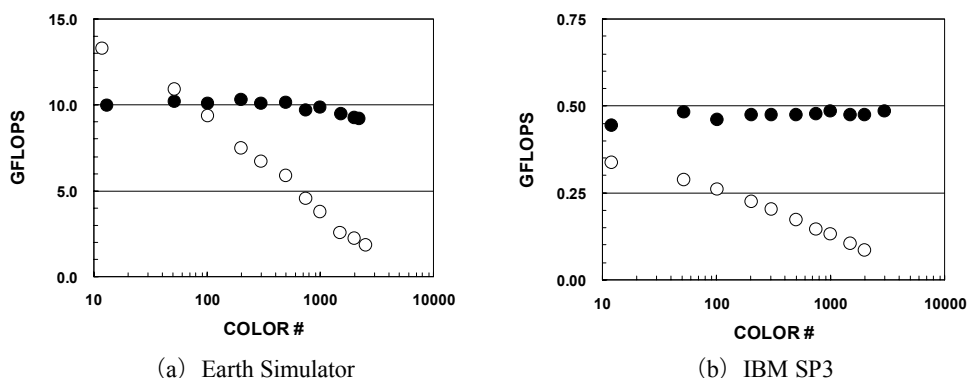 15.0
10.0
5.0
0.0
GFLOPS
10 100 1000 10000
COLOR #
(a) Earth Simulator
0.75
0.50
0.25
0.00
GFLOPS
10 100 1000 10000
COLOR #
(b) IBM SP3